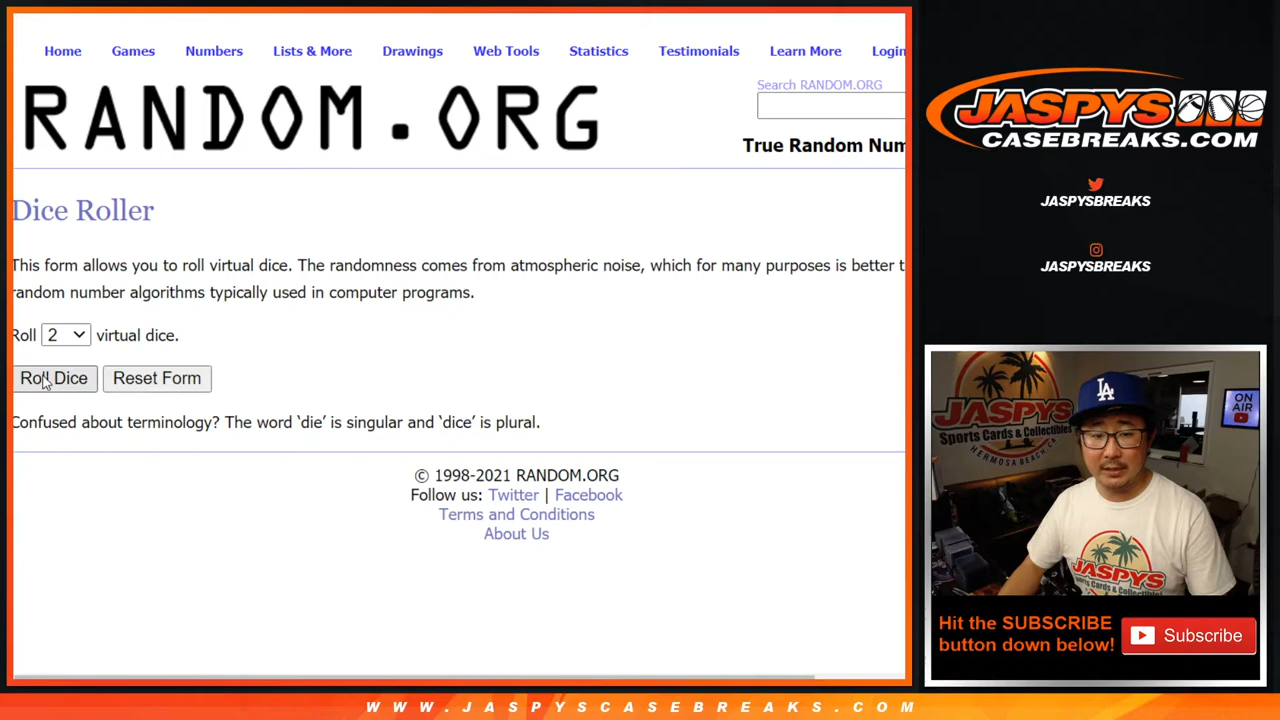 Home Games Numbers Lists & More Drawings Web Tools Statistics Testimonials Learn More Login
RANDOM.ORG
Search RANDOM.ORG
True Random Num
Dice Roller
This form allows you to roll virtual dice. The randomness comes from atmospheric noise, which for many purposes is better t
random number algorithms typically used in computer programs.
Roll 2 virtual dice.
Roll Dice Reset Form
Confused about terminology? The word ‘die’ is singular and ‘dice’ is plural.
© 1998-2021 RANDOM.ORG
Follow us: Twitter | Facebook
Terms and Conditions
About Us
JASPYS
CASEBREAKS.COM
JASPYSBREAKS
JASPYSBREAKS
JASPYS
Sports Cards & Collectibles
HERMOSA BEACH, CA
LA
ON
AIR
JASPYS
Hit the SUBSCRIBE
button down below!
Subscribe
WWW.JASPYSCASEBREAKS.COM